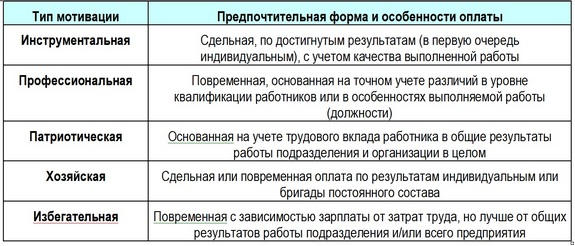 Тип мотивации
Предпочтительная форма и особенности оплаты
Инструментальная
Сдельная, по достигнутым результатам (в первую очередь
индивидуальным), с учетом качества выполненной работы
Профессиональная
Повременная, основанная на точном учете различий в уровне
квалификации работников или в особенностях выполняемой работы
(должности)
Патриотическая
Основанная на учете трудового вклада работника в общие результаты
работы подразделения и организации в целом
Хозяйская
Сдельная или повременная оплата по результатам индивидуальным или
бригады постоянного состава
Избегательная
Повременная с зависимостью зарплаты от затрат труда, но лучше от общих
результатов работы подразделения и/или всего предприятия